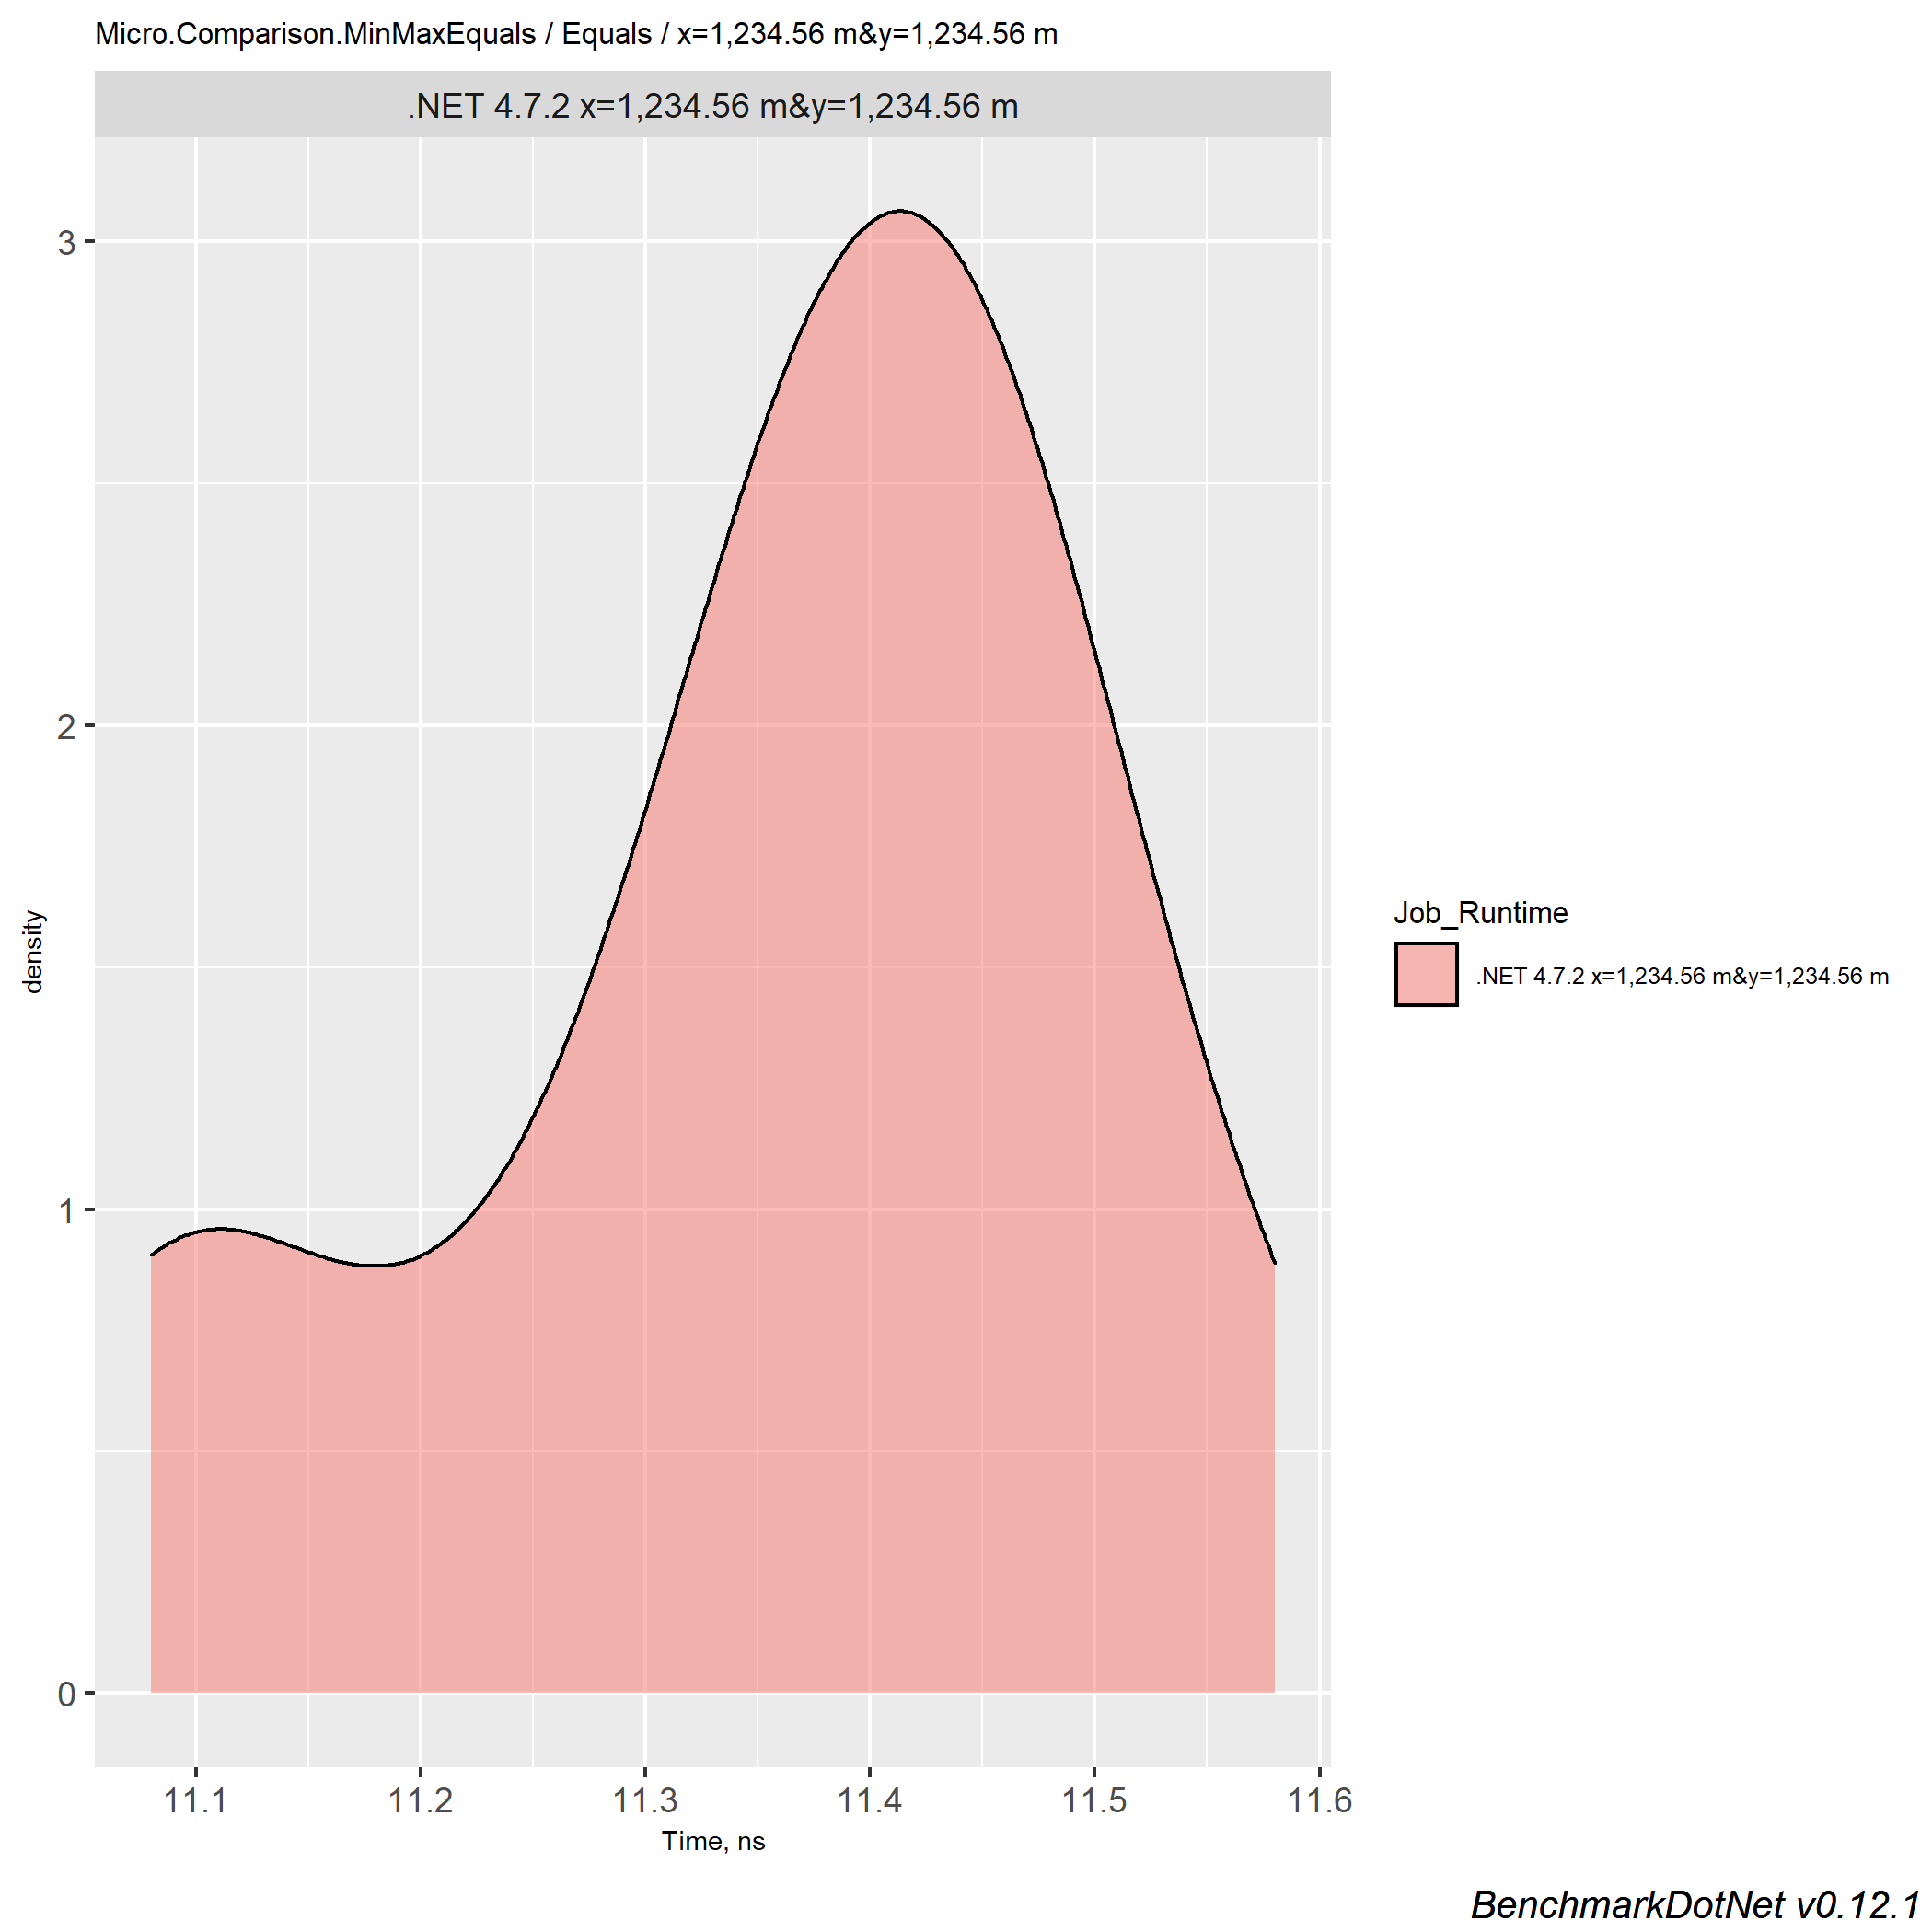 Micro.Comparison.MinMaxEquals / Equals / x=1,234.56 m&y=1,234.56 m
.NET 4.7.2 x=1,234.56 m&y=1,234.56 m
3
2
1
0
density
11.1 11.2 11.3 11.4 11.5 11.6
Time, ns
Job_Runtime
.NET 4.7.2 x=1,234.56 m&y=1,234.56 m
BenchmarkDotNet v0.12.1